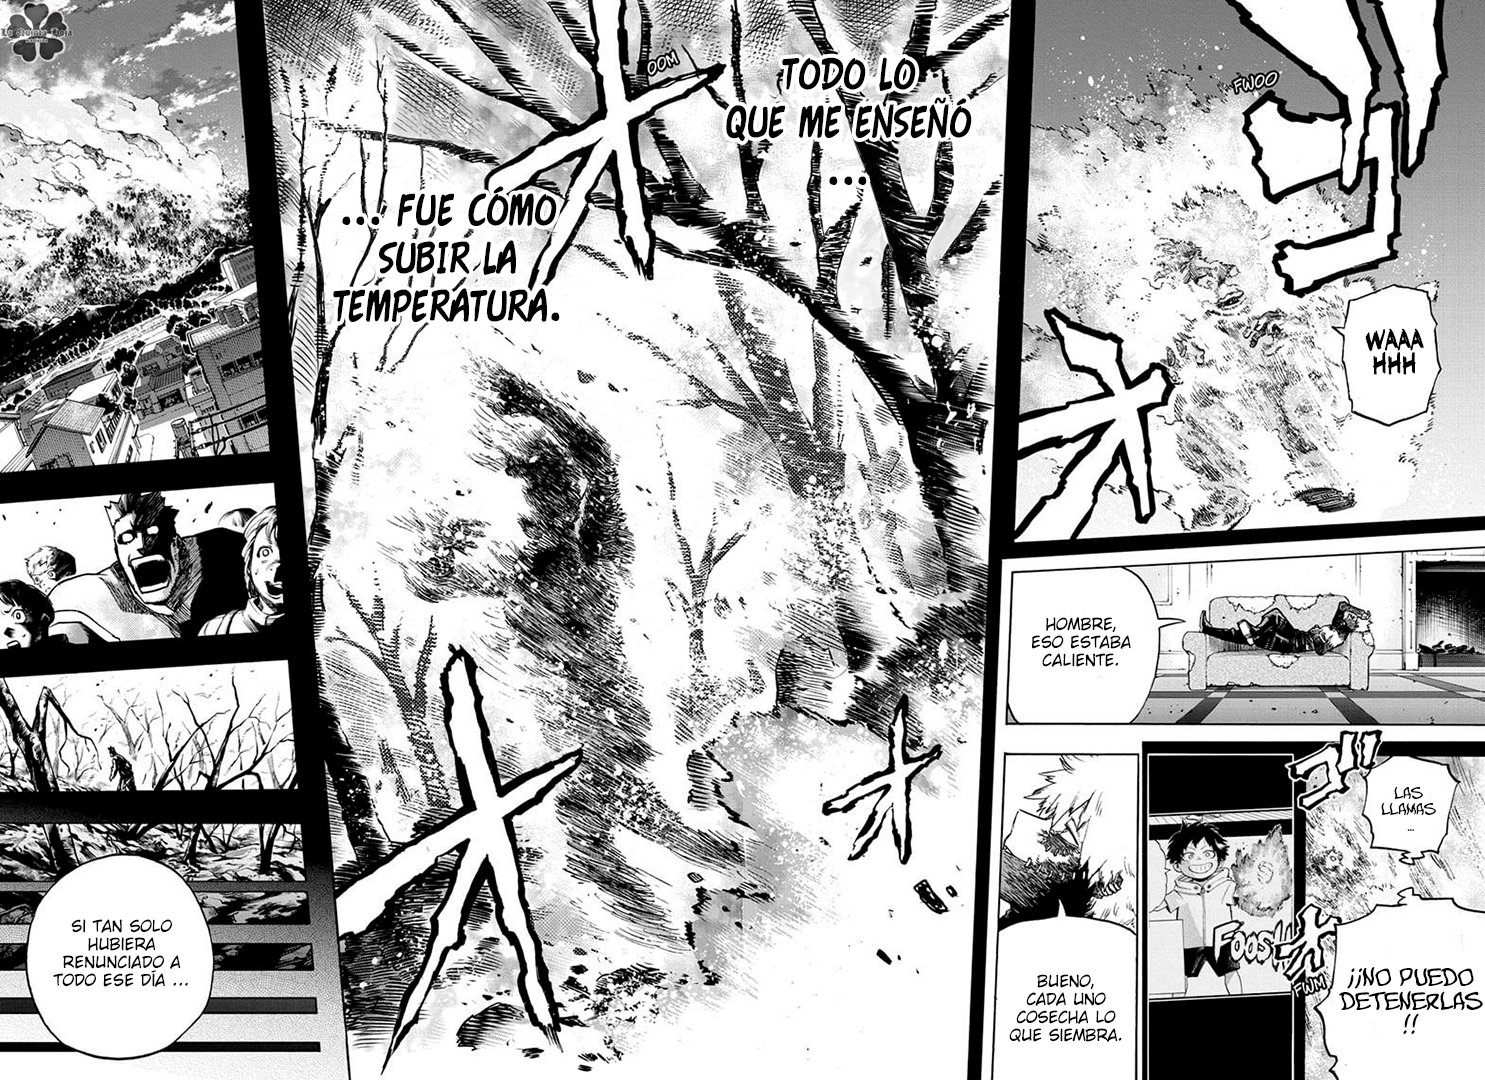 FWOO
WAAA
HHH
HOMBRE,
ESO ESTABA
CALIENTE.
LAS
LLAMAS
...
¡¡NO PUEDO
DETENERLAS
!!
FWM
FOOSH
BUENO,
CADA UNO
COSECHA LO
QUE SIEMBRA.
TODO LO
QUE ME ENSEÑÓ
...
OOM
... FUE CÓMO
SUBIR LA
TEMPERATURA.
SI TAN SOLO
HUBIERA
RENUNCIADO A
TODO ESE DÍA ...